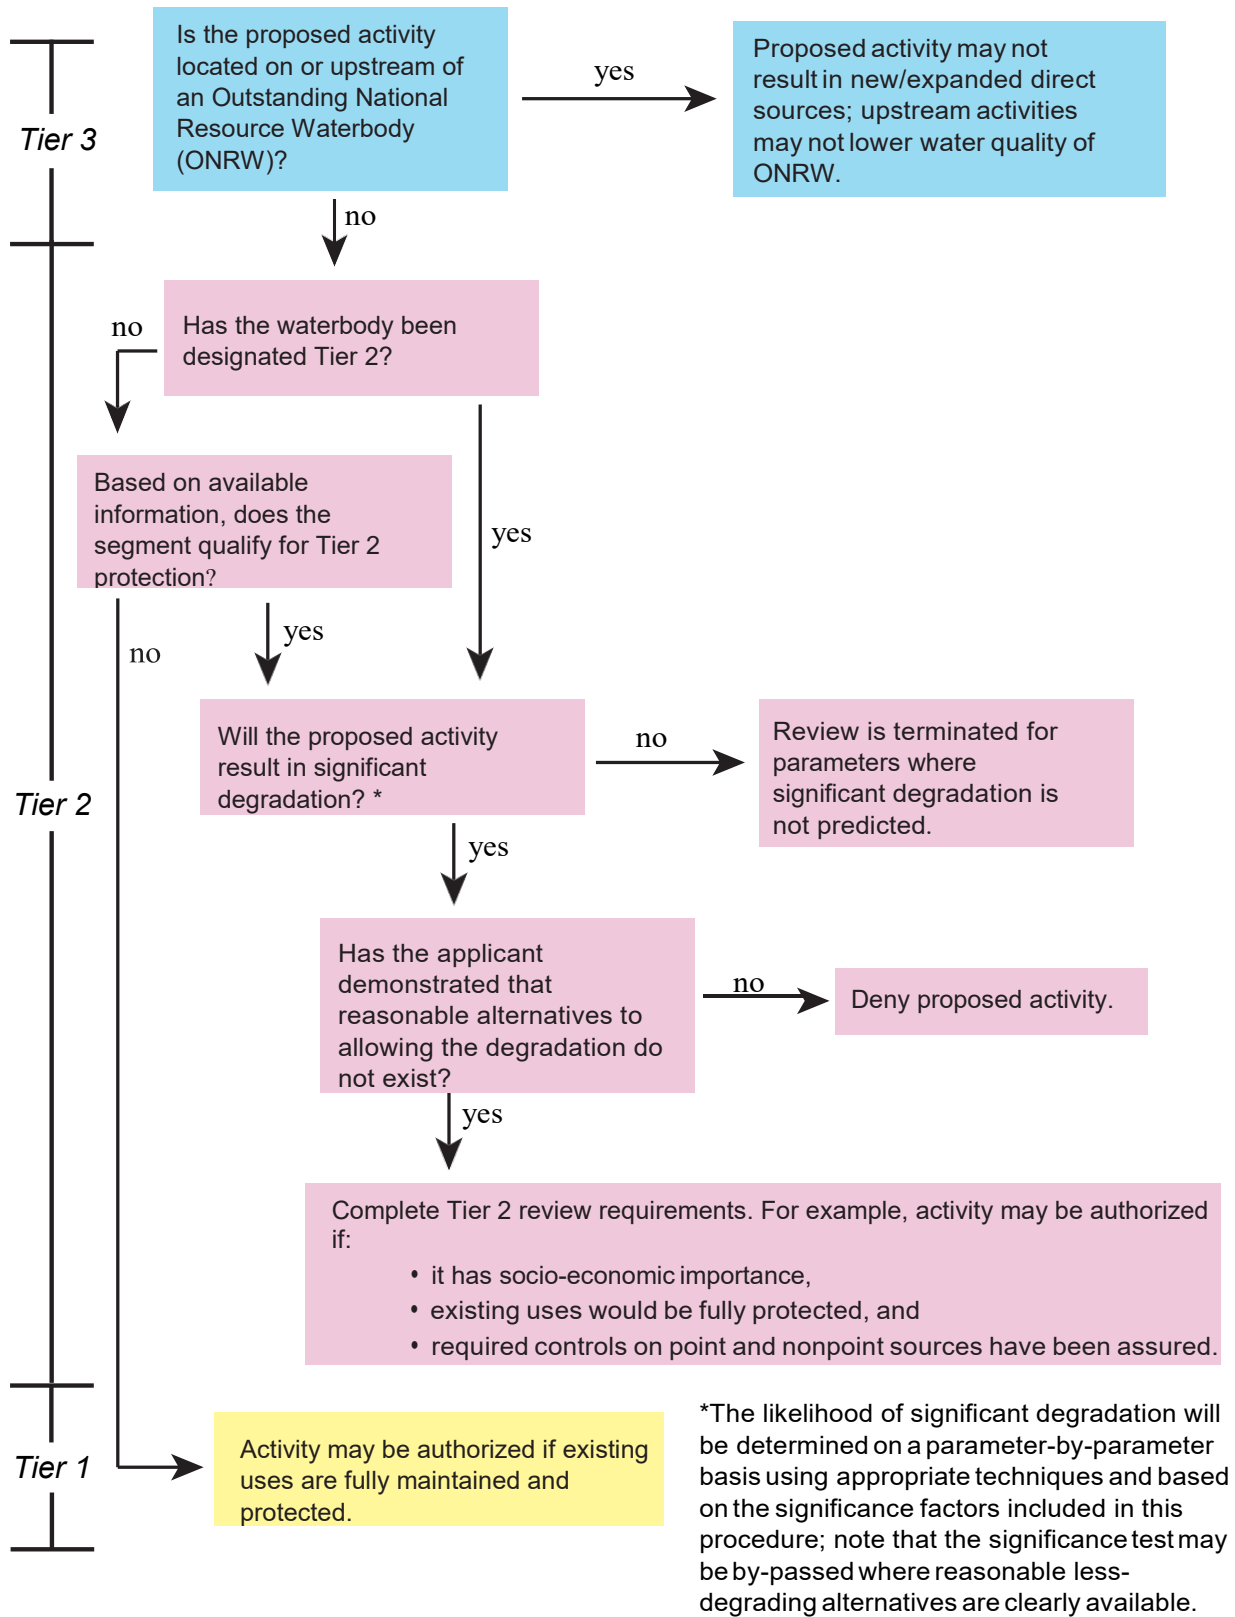 Is the proposed activity
located on or upstream of
an Outstanding National
Resource Waterbody
(ONRW)?
yes
Proposed activity may not
result in new/expanded direct
sources; upstream activities
may not lower water quality of
ONRW.
Tier 3
no
Has the waterbody been
designated Tier 2?
no
Based on available
information, does the
segment qualify for Tier 2
protection?
yes
yes
no
Will the proposed activity
result in significant
degradation? *
no
Review is terminated for
parameters where
significant degradation is
not predicted.
Tier 2
yes
Has the applicant
demonstrated that
reasonable alternatives to
allowing the degradation do
not exist?
no
Deny proposed activity.
yes
Complete Tier 2 review requirements. For example, activity may be authorized
if:
• it has socio-economic importance,
• existing uses would be fully protected, and
• required controls on point and nonpoint sources have been assured.
Tier 1
Activity may be authorized if existing
uses are fully maintained and
protected.
*The likelihood of significant degradation will
be determined on a parameter-by-parameter
basis using appropriate techniques and based
on the significance factors included in this
procedure; note that the significance test may
be by-passed where reasonable less-
degrading alternatives are clearly available.